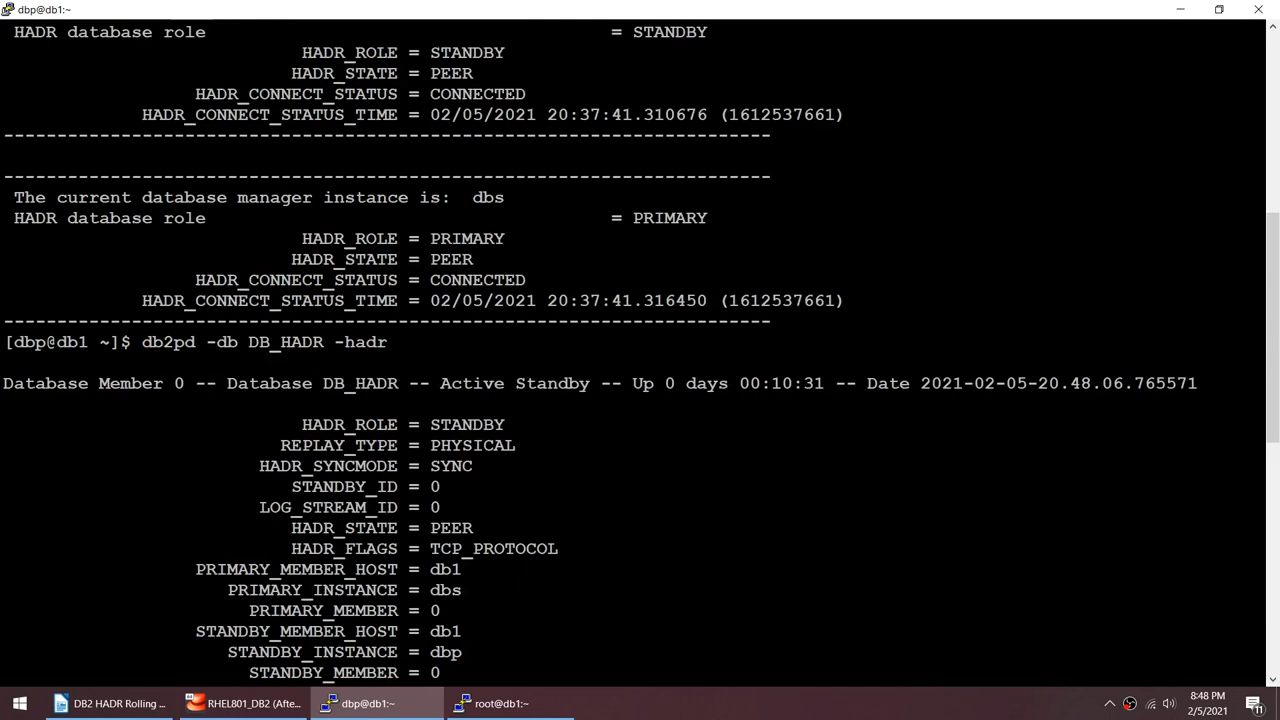 dbp@db1:~
HADR database role = STANDBY
HADR_ROLE = STANDBY
HADR_STATE = PEER
HADR_CONNECT_STATUS = CONNECTED
HADR_CONNECT_STATUS_TIME = 02/05/2021 20:37:41.310676 (1612537661)
------------------------------------------------------------------------
------------------------------------------------------------------------
The current database manager instance is:  dbs
HADR database role = PRIMARY
HADR_ROLE = PRIMARY
HADR_STATE = PEER
HADR_CONNECT_STATUS = CONNECTED
HADR_CONNECT_STATUS_TIME = 02/05/2021 20:37:41.316450 (1612537661)
------------------------------------------------------------------------
[dbp@db1 ~]$ db2pd -db DB_HADR -hadr
Database Member 0 -- Database DB_HADR -- Active Standby -- Up 0 days 00:10:31 -- Date 2021-02-05-20.48.06.765571
HADR_ROLE = STANDBY
REPLAY_TYPE = PHYSICAL
HADR_SYNCMODE = SYNC
STANDBY_ID = 0
LOG_STREAM_ID = 0
HADR_STATE = PEER
HADR_FLAGS = TCP_PROTOCOL
PRIMARY_MEMBER_HOST = db1
PRIMARY_INSTANCE = dbs
PRIMARY_MEMBER = 0
STANDBY_MEMBER_HOST = db1
STANDBY_INSTANCE = dbp
STANDBY_MEMBER = 0
DB2 HADR Rolling ... RHEL801_DB2 (Afte... dbp@db1:~ root@db1:~ 8:48 PM
2/5/2021 11